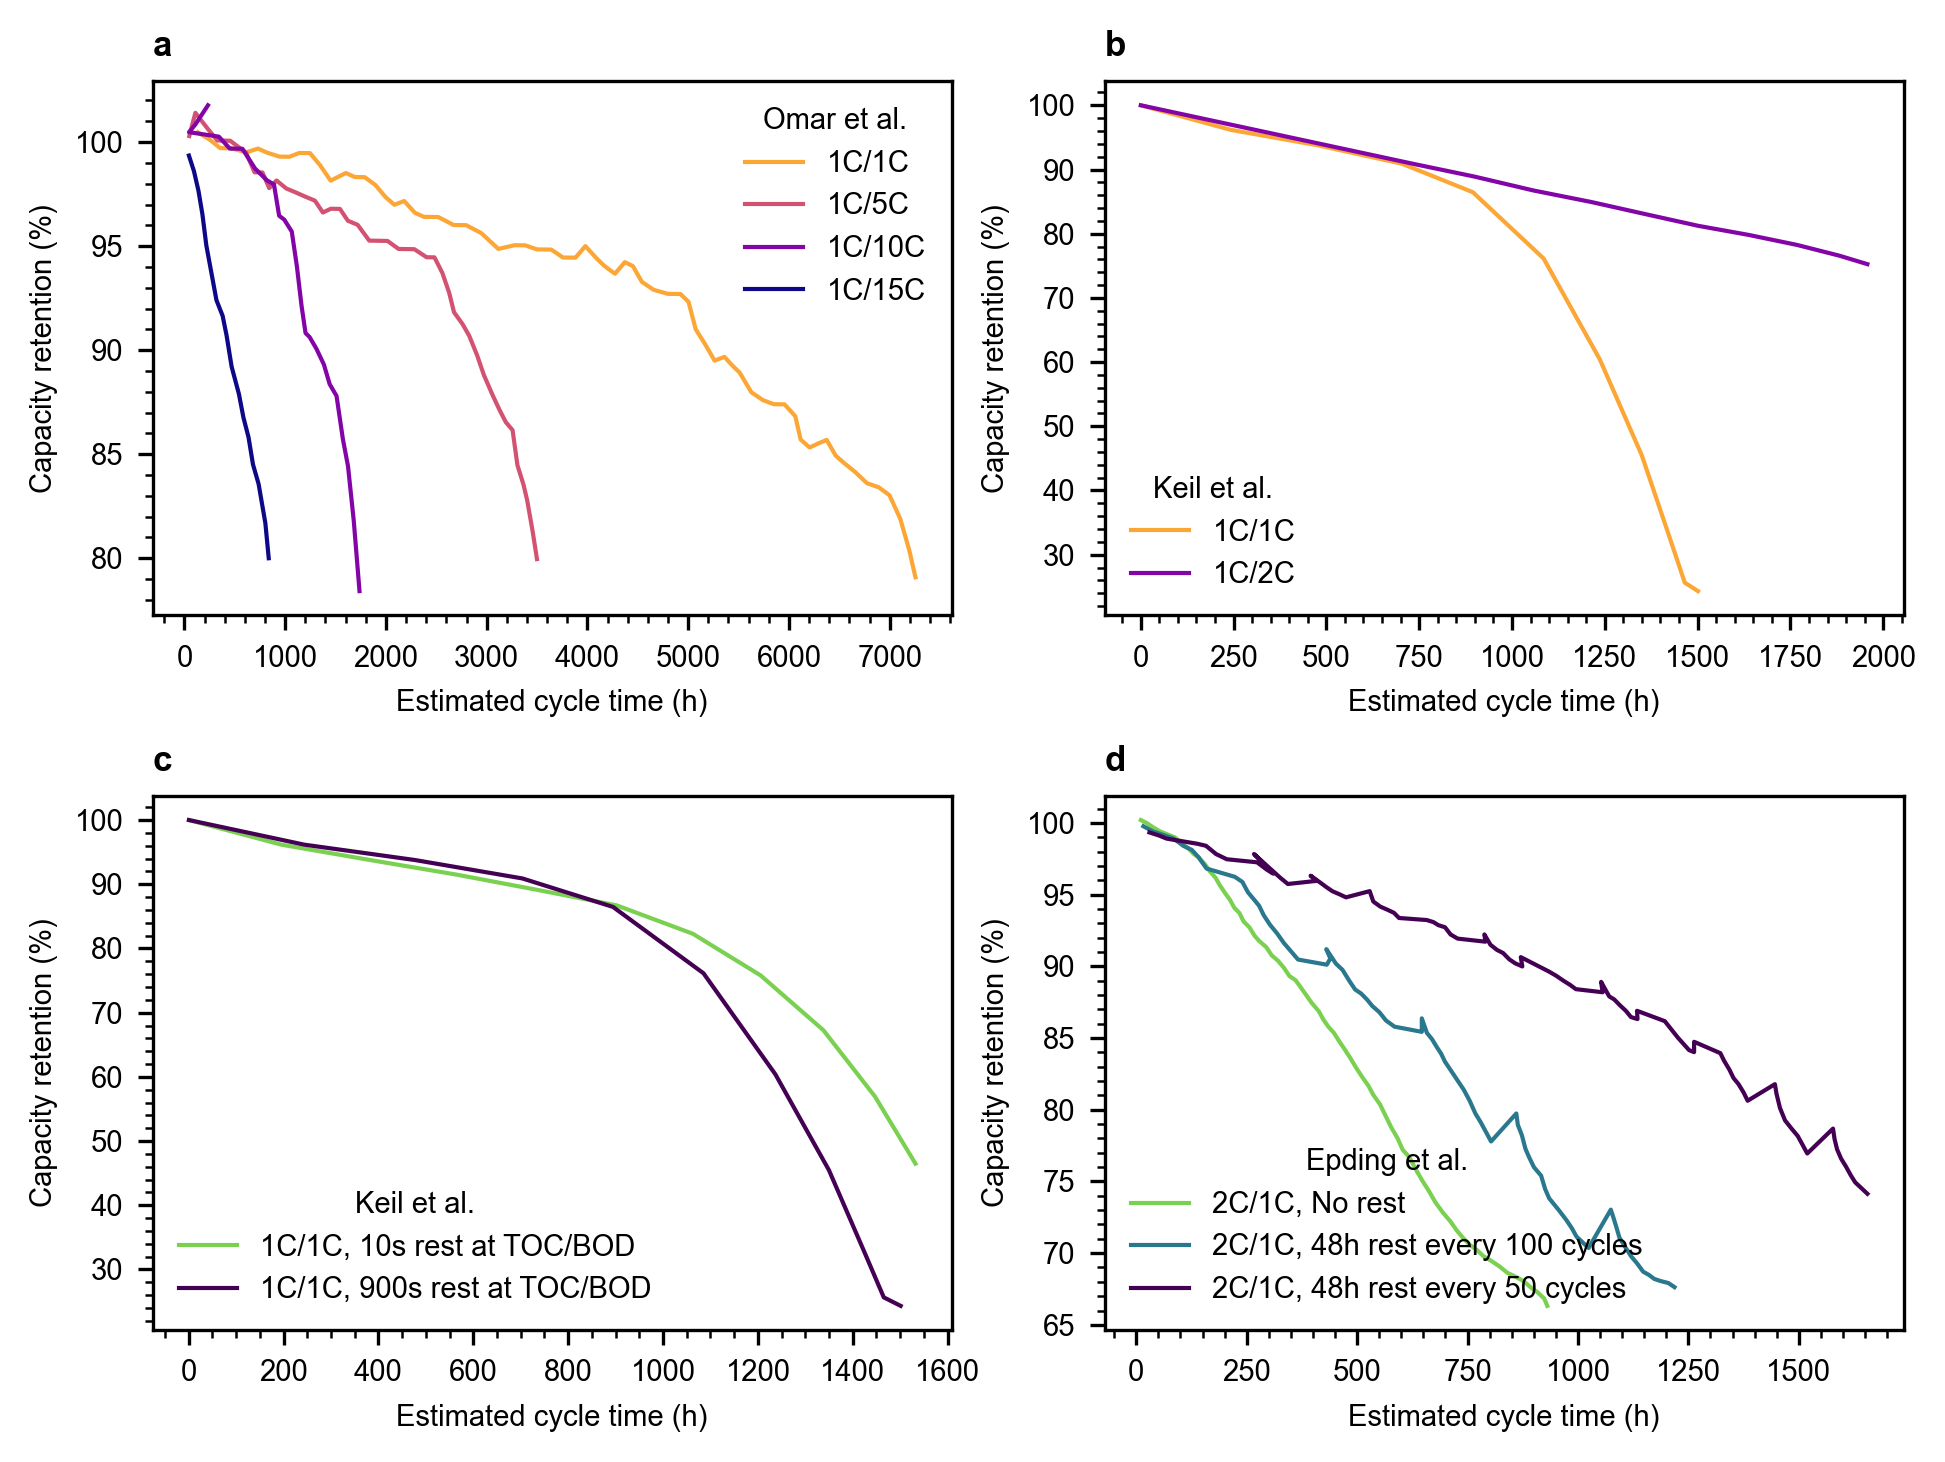 a
Omar et al.
1C/1C
1C/5C
1C/10C
1C/15C
100
95
90
85
80
Capacity retention (%)
0 1000 2000 3000 4000 5000 6000 7000
Estimated cycle time (h)
b
Keil et al.
1C/1C
1C/2C
100
90
80
70
60
50
40
30
Capacity retention (%)
0 250 500 750 1000 1250 1500 1750 2000
Estimated cycle time (h)
c
Keil et al.
1C/1C, 10s rest at TOC/BOD
1C/1C, 900s rest at TOC/BOD
100
90
80
70
60
50
40
30
Capacity retention (%)
0 200 400 600 800 1000 1200 1400 1600
Estimated cycle time (h)
d
Epding et al.
2C/1C, No rest
2C/1C, 48h rest every 100 cycles
2C/1C, 48h rest every 50 cycles
100
95
90
85
80
75
70
65
Capacity retention (%)
0 250 500 750 1000 1250 1500
Estimated cycle time (h)